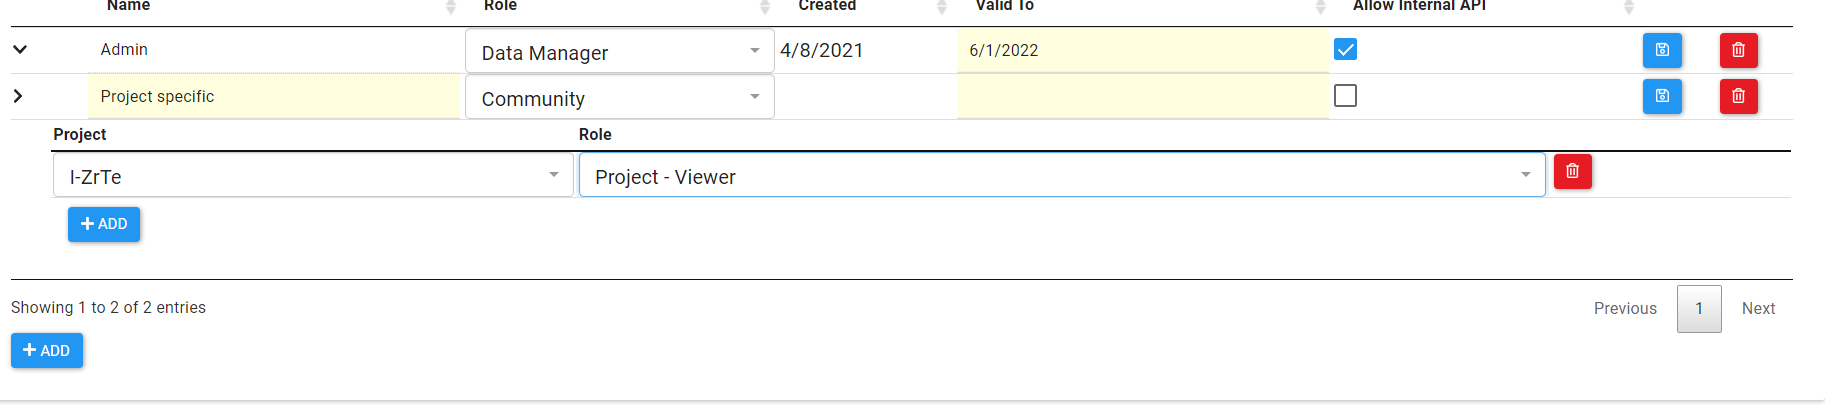 Name Role Created Valid To Allow Internal API
Admin Data Manager 4/8/2021 6/1/2022
Project specific Community
Project Role
I-ZrTe Project - Viewer
+ ADD
Showing 1 to 2 of 2 entries Previous 1 Next
+ ADD